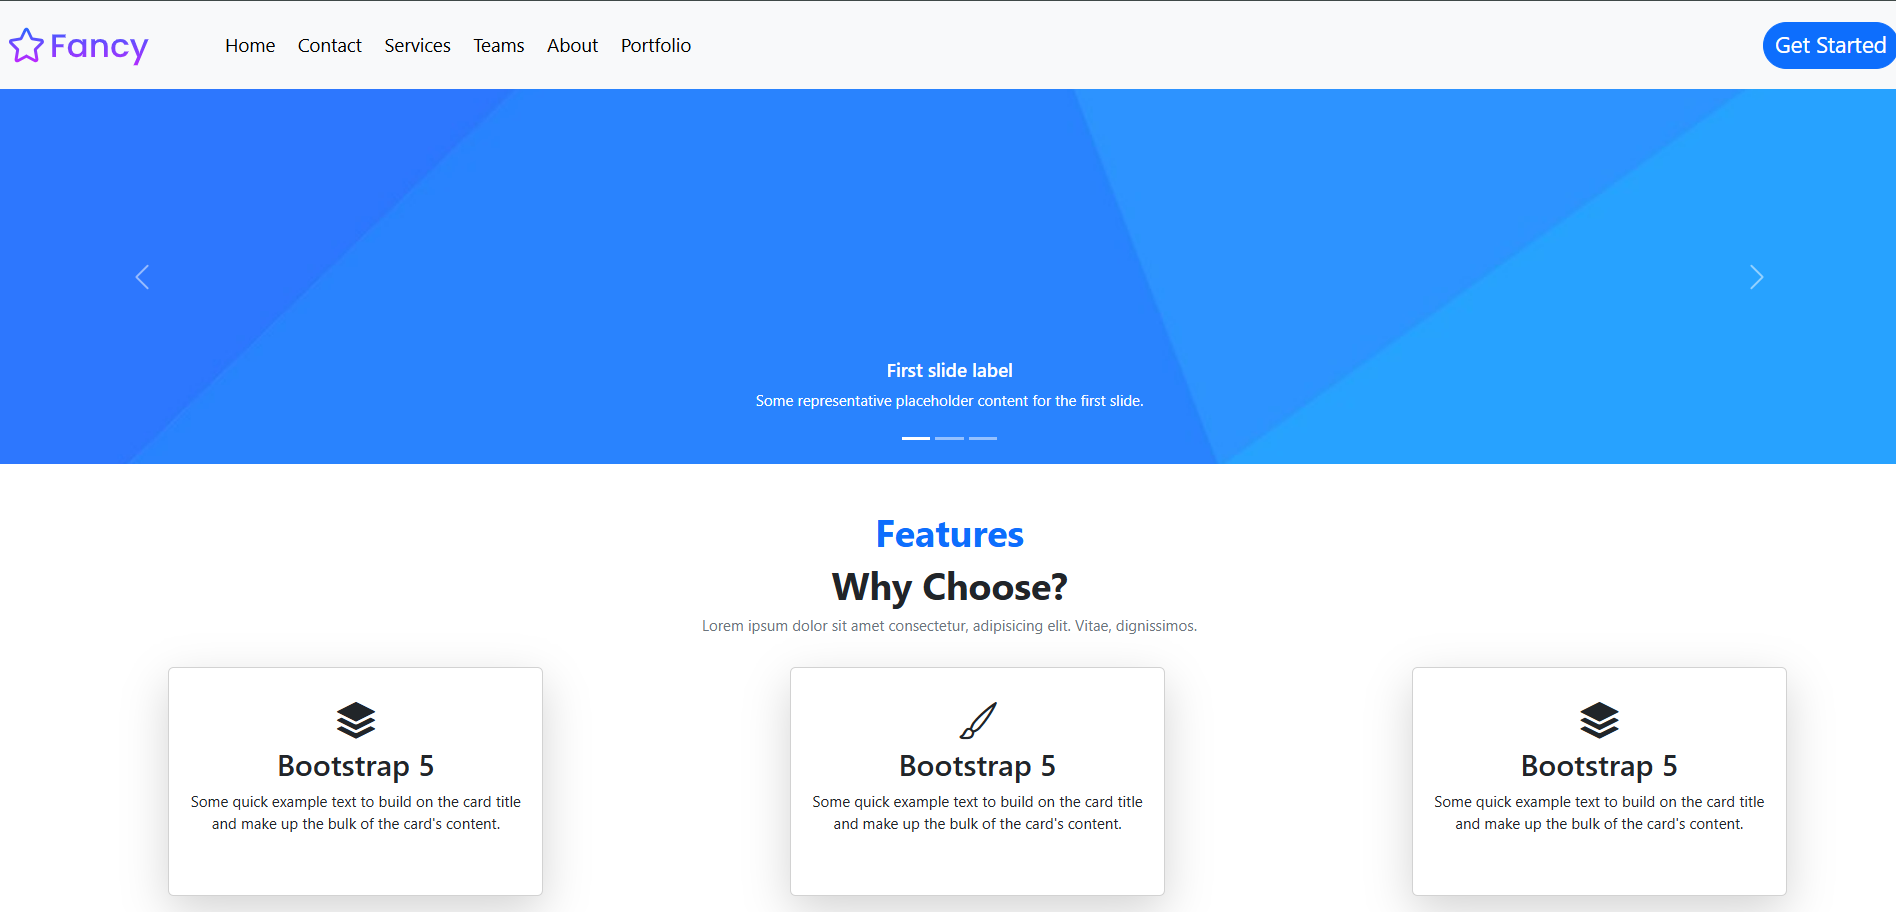 Fancy
Home Contact Services Teams About Portfolio
Get Started
First slide label
Some representative placeholder content for the first slide.
Features
Why Choose?
Lorem ipsum dolor sit amet consectetur, adipisicing elit. Vitae, dignissimos.
Bootstrap 5
Some quick example text to build on the card title
and make up the bulk of the card's content.
Bootstrap 5
Some quick example text to build on the card title
and make up the bulk of the card's content.
Bootstrap 5
Some quick example text to build on the card title
and make up the bulk of the card's content.